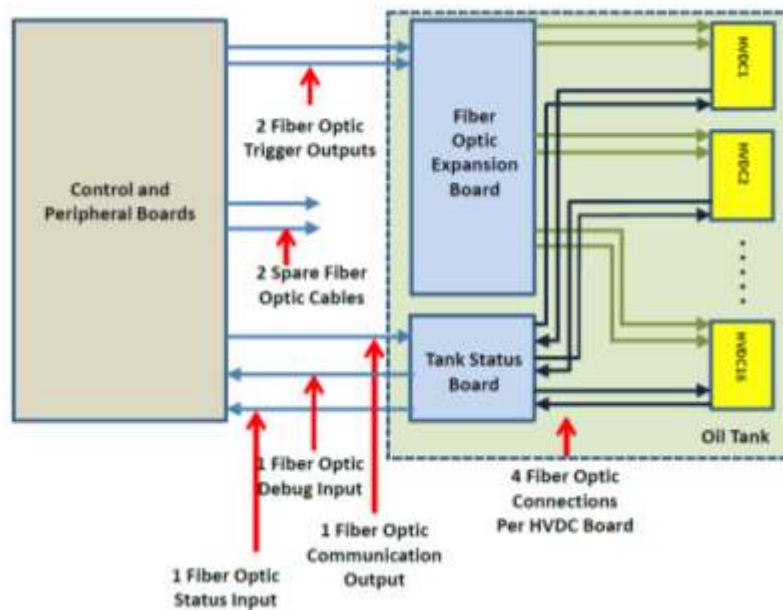 Control and
Peripheral Boards
2 Fiber Optic
Trigger Outputs
2 Spare Fiber
Optic Cables
Fiber
Optic
Expansion
Board
Tank Status
Board
HVDC1
HVDC2
HVDC16
Oil Tank
1 Fiber Optic
Debug Input
4 Fiber Optic
Connections
Per HVDC Board
1 Fiber Optic
Communication
Output
1 Fiber Optic
Status Input